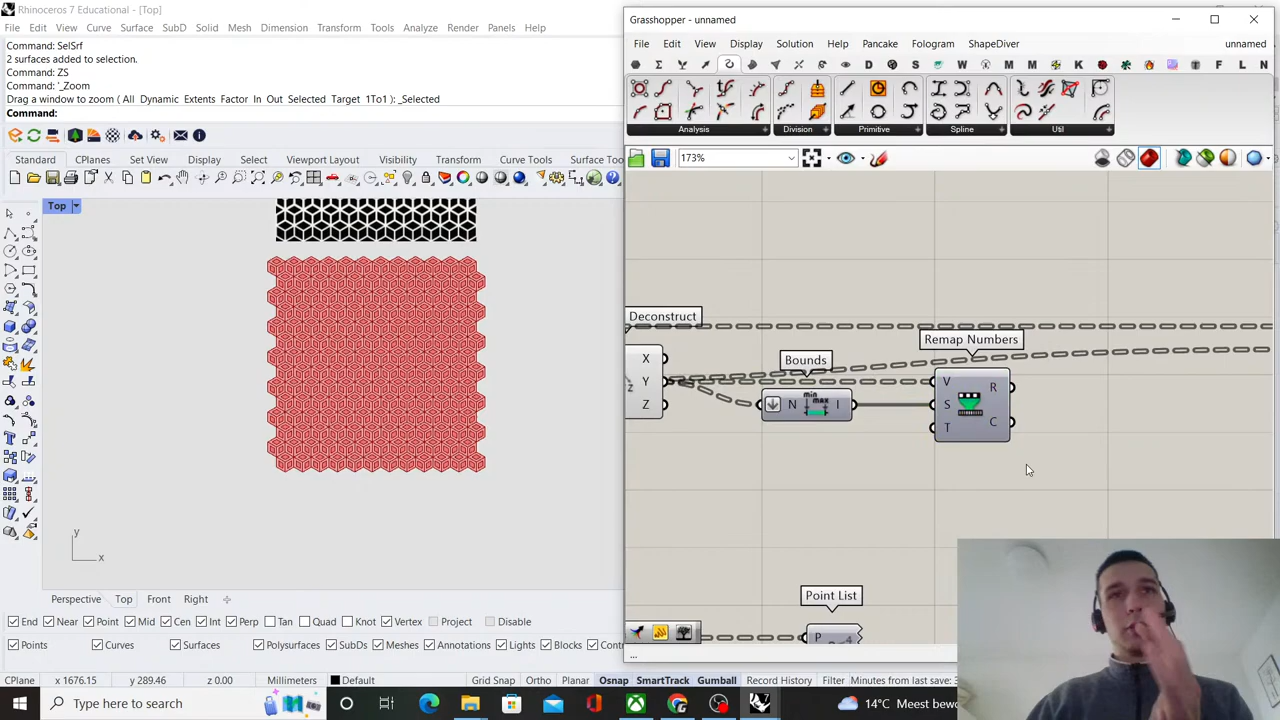 Rhinoceros 7 Educational - [Top]
File Edit View Curve Surface SubD Solid Mesh Dimension Transform Tools Analyze Render Panels Help
Command: SelSrf
2 surfaces added to selection.
Command: ZS
Command: '_Zoom
Drag a window to zoom ( All Dynamic Extents Factor In Out Selected Target 1To1 ): _Selected
Command:
Standard CPlanes Set View Display Select Viewport Layout Visibility Transform Curve Tools Surface To
Top
y
x
Perspective Top Front Right
End Near Point Mid Cen Int Perp Tan Quad Knot Vertex Project Disable
Points Curves Surfaces Polysurfaces SubDs Meshes Annotations Lights Blocks Con
CPlane x 1676.15 y 289.46 z 0.00 Millimeters Default Grid Snap Ortho Planar Osnap SmartTrack Gumball Record History Filter Minutes from last save: 3
Type here to search
14°C Meest bewo
Grasshopper - unnamed
File Edit View Display Solution Help Pancake Fologram ShapeDiver unnamed
D S W M M K F L N
Analysis Division Primitive Spline Util
173%
Deconstruct
X
Y
Z
Bounds
N min max I
Remap Numbers
V R
S
T C
Point List
P
...